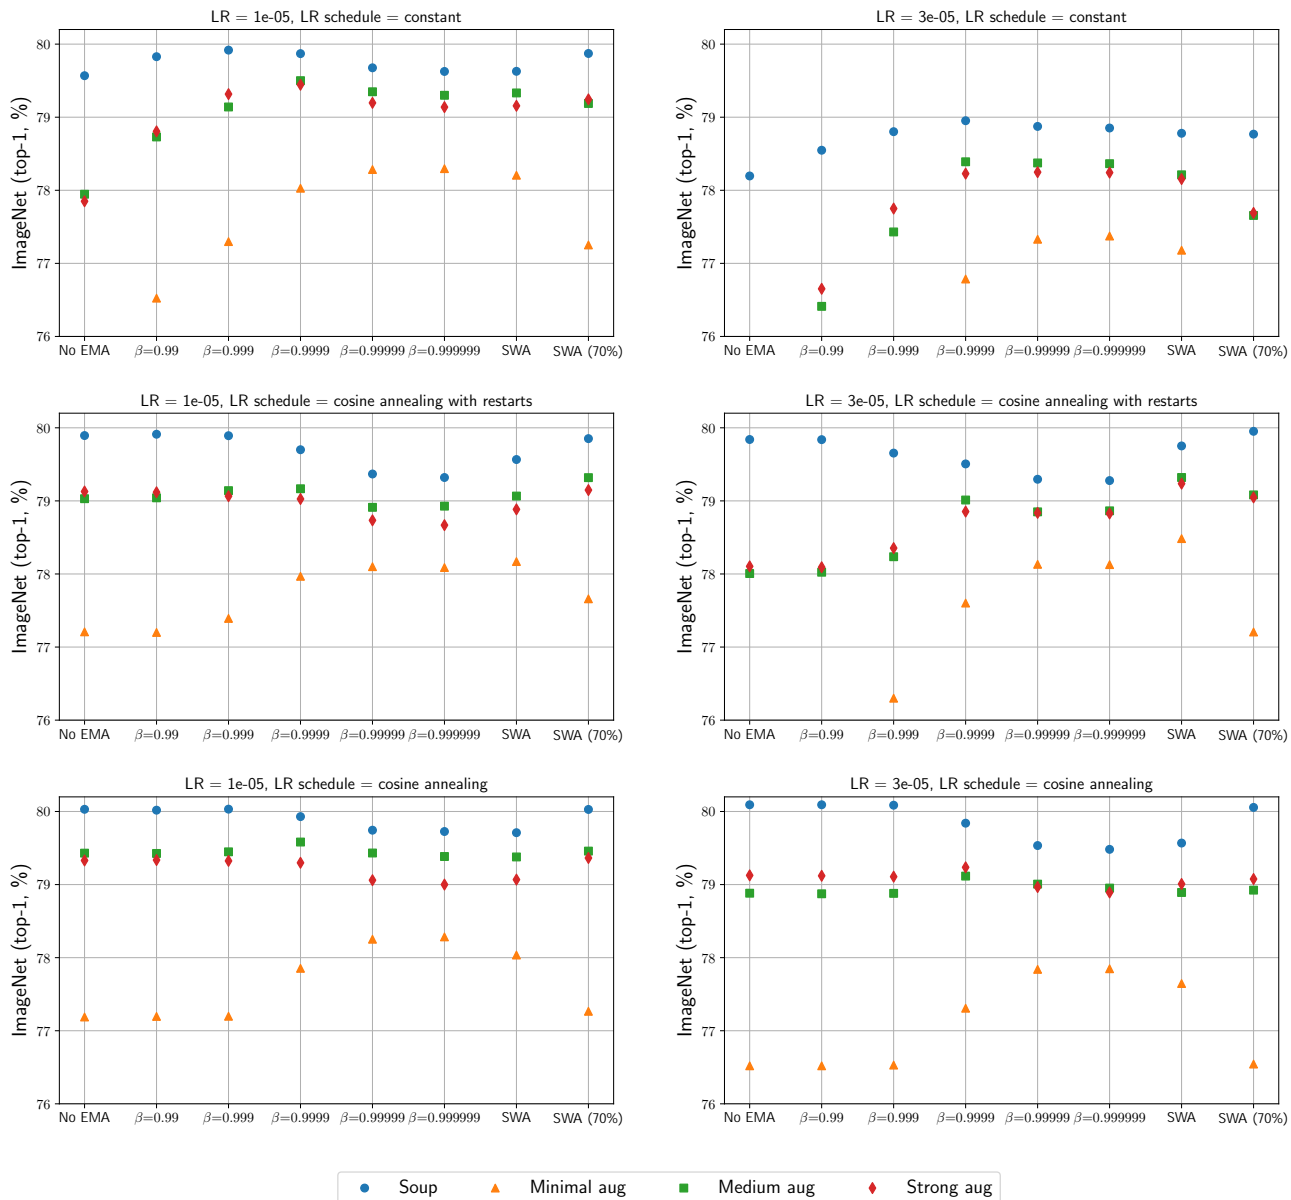 LR = 1e-05, LR schedule = constant
80
79
78
77
76
ImageNet (top-1, %)
No EMA β=0.99 β=0.999 β=0.9999 β=0.99999 β=0.999999 SWA SWA (70%)
LR = 3e-05, LR schedule = constant
80
79
78
77
76
ImageNet (top-1, %)
No EMA β=0.99 β=0.999 β=0.9999 β=0.99999 β=0.999999 SWA SWA (70%)
LR = 1e-05, LR schedule = cosine annealing with restarts
80
79
78
77
76
ImageNet (top-1, %)
No EMA β=0.99 β=0.999 β=0.9999 β=0.99999 β=0.999999 SWA SWA (70%)
LR = 3e-05, LR schedule = cosine annealing with restarts
80
79
78
77
76
ImageNet (top-1, %)
No EMA β=0.99 β=0.999 β=0.9999 β=0.99999 β=0.999999 SWA SWA (70%)
LR = 1e-05, LR schedule = cosine annealing
80
79
78
77
76
ImageNet (top-1, %)
No EMA β=0.99 β=0.999 β=0.9999 β=0.99999 β=0.999999 SWA SWA (70%)
LR = 3e-05, LR schedule = cosine annealing
80
79
78
77
76
ImageNet (top-1, %)
No EMA β=0.99 β=0.999 β=0.9999 β=0.99999 β=0.999999 SWA SWA (70%)
Soup Minimal aug Medium aug Strong aug